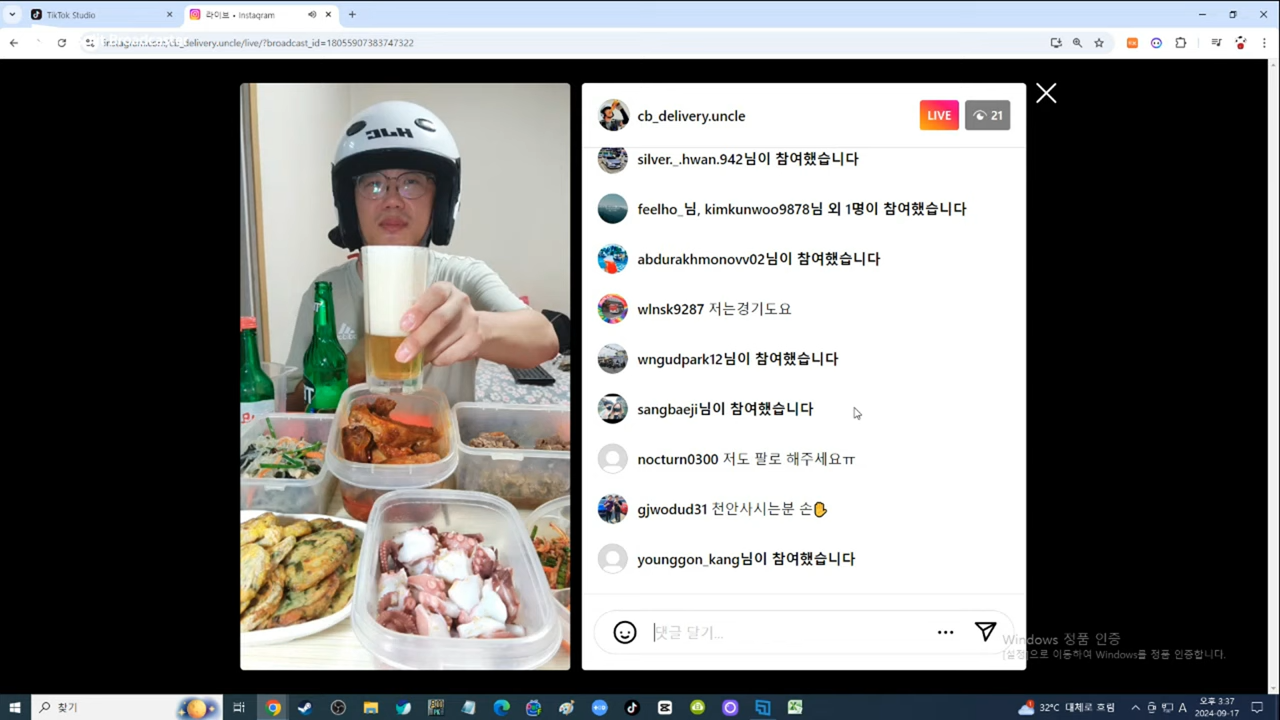 TikTok Studio
라이브 • Instagram
delivery.uncle/live/?broadcast_id=18055907383747322
JLH
cb_delivery.uncle
LIVE
21
silver._.hwan.942님이 참여했습니다
feelho_님, kimkunwoo9878님 외 1명이 참여했습니다
abdurakhmonovv02님이 참여했습니다
wlnsk9287 저는경기도요
wngudpark12님이 참여했습니다
sangbaeji님이 참여했습니다
nocturn0300 저도 팔로 해주세요ㅠ
gjwodud31 천안사시는분 손✋
younggon_kang님이 참여했습니다
댓글 달기...
Windows 정품 인증
[설정]으로 이동하여 Windows를 정품 인증합니다.
찾기
32°C 대체로 흐림
A
오후 3:37
2024-09-17